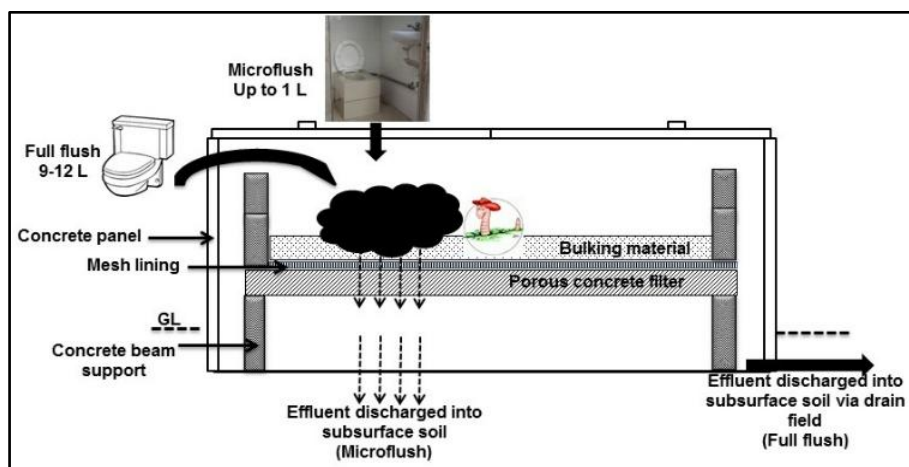 Microflush
Up to 1 L
Full flush
9-12 L
Concrete panel
Mesh lining
Bulking material
Porous concrete filter
GL
Concrete beam
support
Effluent discharged into
subsurface soil
(Microflush)
Effluent discharged into
subsurface soil via drain
field
(Full flush)